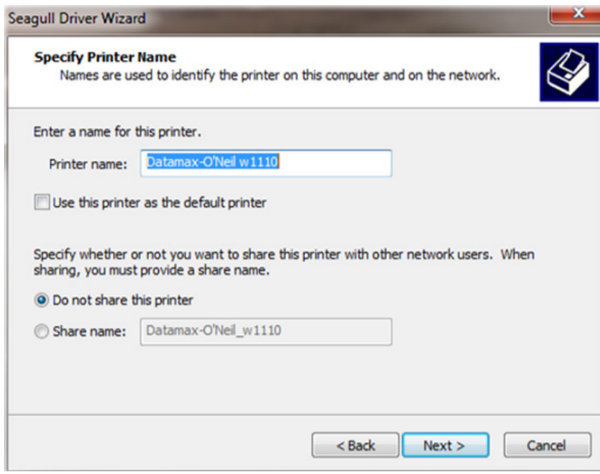 Seagull Driver Wizard
Specify Printer Name
Names are used to identify the printer on this computer and on the network.
Enter a name for this printer.
Printer name: Datamax-O'Neil w1110
Use this printer as the default printer
Specify whether or not you want to share this printer with other network users. When
sharing, you must provide a share name.
Do not share this printer
Share name: Datamax-O'Neil_w1110
< Back Next > Cancel